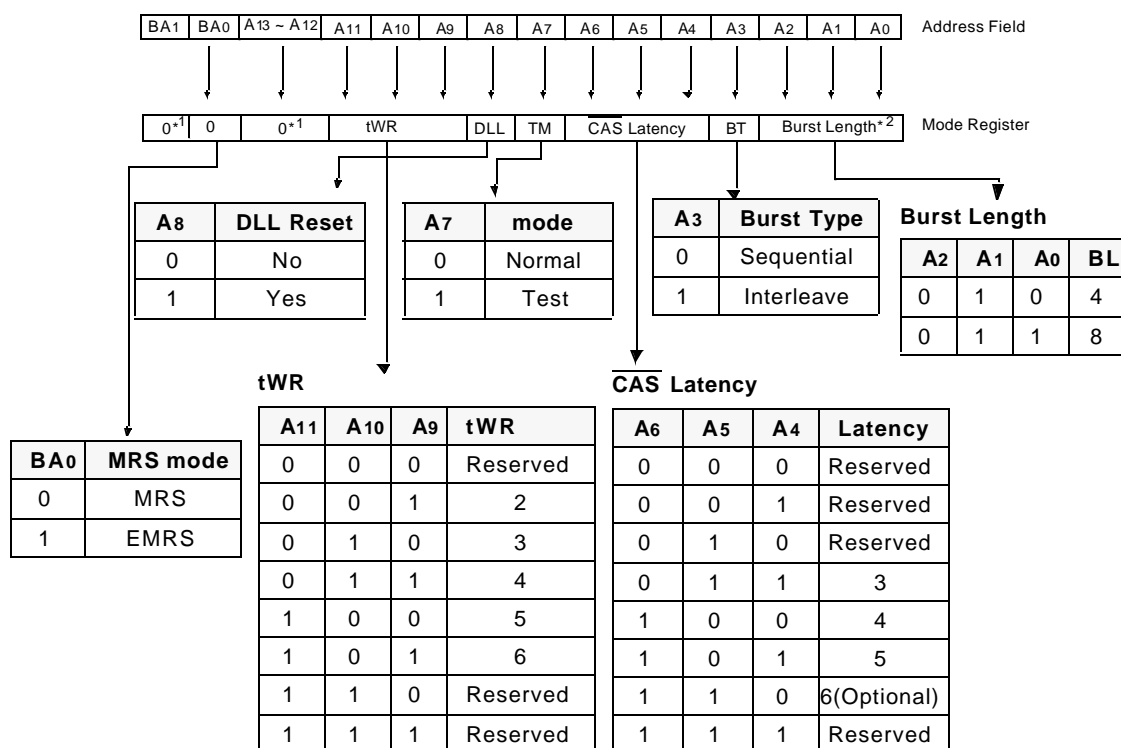 BA1 BA0 A13 ~ A12 A11 A10 A9 A8 A7 A6 A5 A4 A3 A2 A1 A0 Address Field
0*1 0 0*1 tWR DLL TM CAS Latency BT Burst Length*2 Mode Register
A8 DLL Reset
0 No
1 Yes
A7 mode
0 Normal
1 Test
A3 Burst Type
0 Sequential
1 Interleave
Burst Length
A2 A1 A0 BL
0 1 0 4
0 1 1 8
BA0 MRS mode
0 MRS
1 EMRS
tWR
A11 A10 A9 tWR
0 0 0 Reserved
0 0 1 2
0 1 0 3
0 1 1 4
1 0 0 5
1 0 1 6
1 1 0 Reserved
1 1 1 Reserved
CAS Latency
A6 A5 A4 Latency
0 0 0 Reserved
0 0 1 Reserved
0 1 0 Reserved
0 1 1 3
1 0 0 4
1 0 1 5
1 1 0 6(Optional)
1 1 1 Reserved